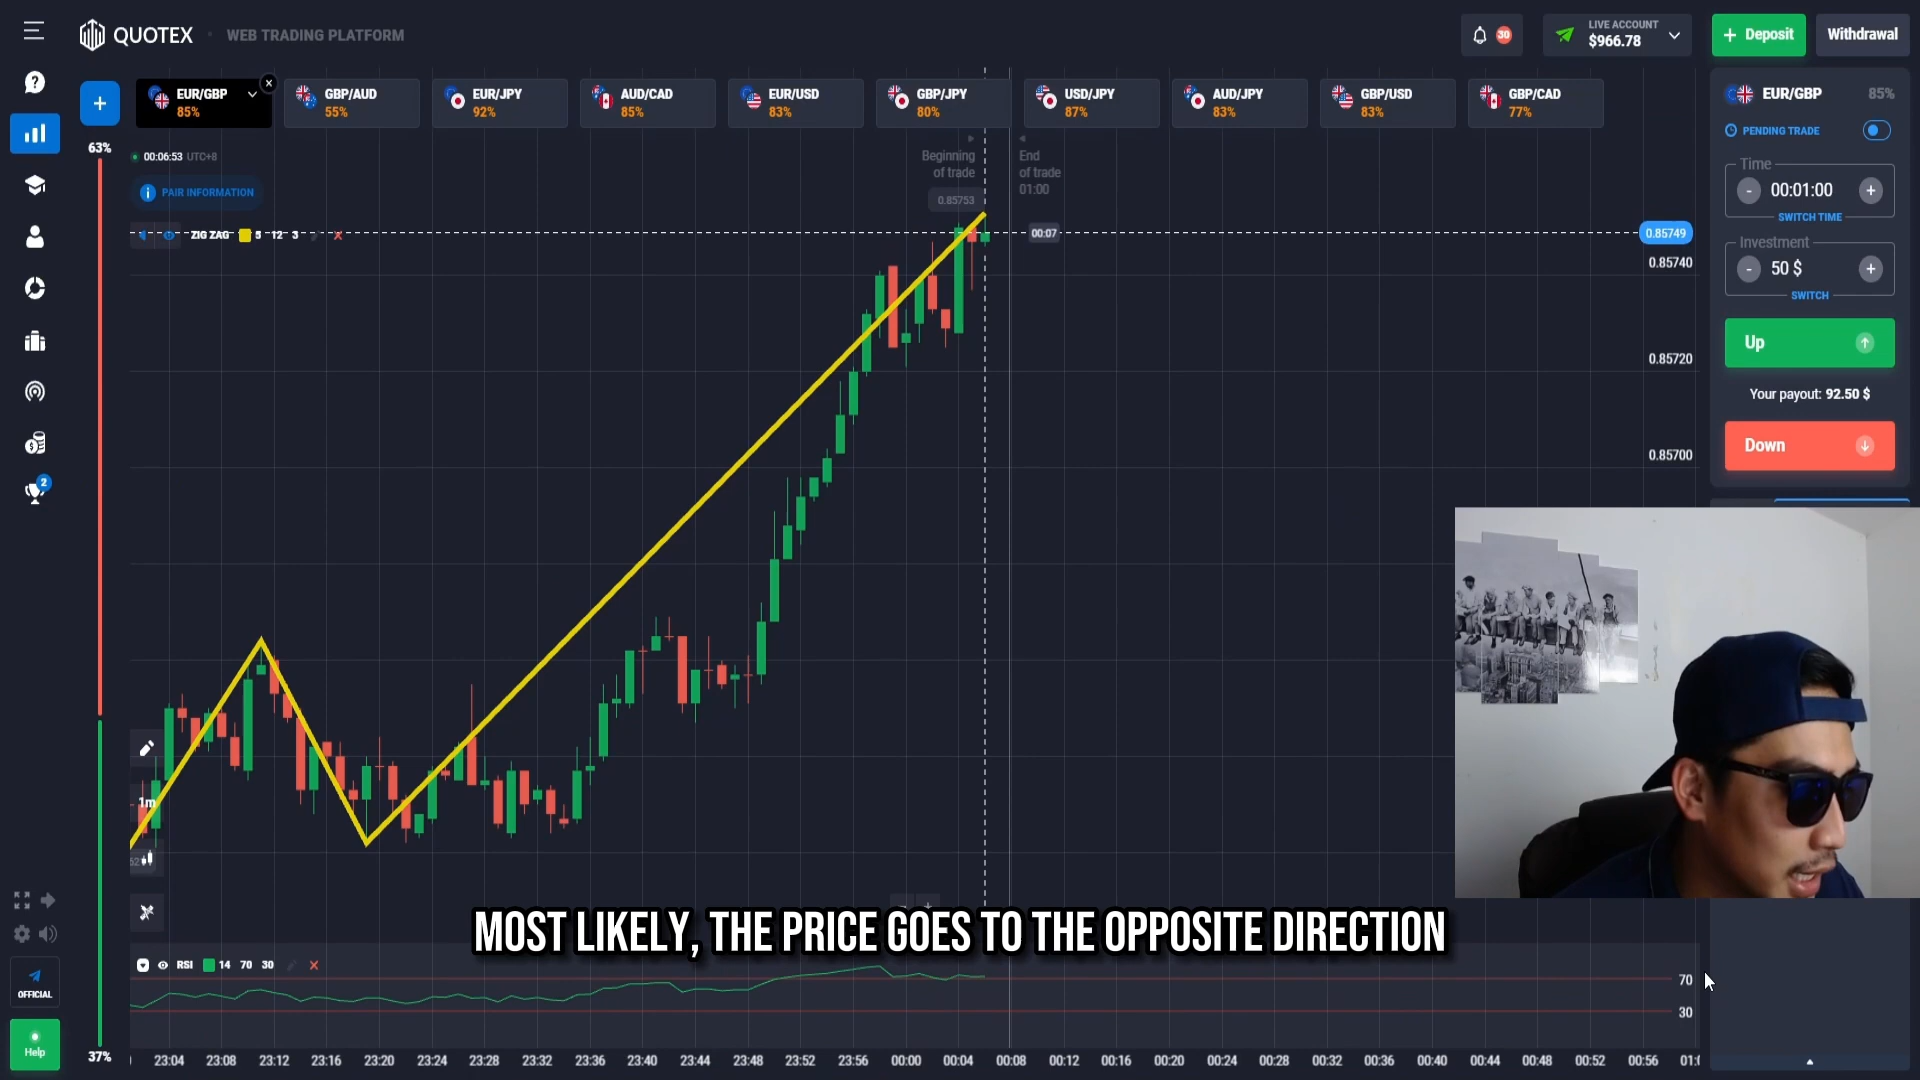 QUOTEX
WEB TRADING PLATFORM
30
LIVE ACCOUNT
$966.78
+ Deposit
Withdrawal
EUR/GBP
85%
GBP/AUD
55%
EUR/JPY
92%
AUD/CAD
85%
EUR/USD
83%
GBP/JPY
80%
USD/JPY
87%
AUD/JPY
83%
GBP/USD
83%
GBP/CAD
77%
63%
00:06:53 UTC+8
PAIR INFORMATION
ZIG ZAG 5 12 3
Beginning
of trade
0.85753
End
of trade
01:00
00:07
0.85749
0.85740
0.85720
0.85700
EUR/GBP 85%
PENDING TRADE
Time
- 00:01:00 +
SWITCH TIME
Investment
- 50 $ +
SWITCH
Up
Your payout: 92.50 $
Down
2
1m
MOST LIKELY, THE PRICE GOES TO THE OPPOSITE DIRECTION
RSI 14 70 30
70
30
OFFICIAL
Help
37%
23:04 23:08 23:12 23:16 23:20 23:24 23:28 23:32 23:36 23:40 23:44 23:48 23:52 23:56 00:00 00:04 00:08 00:12 00:16 00:20 00:24 00:28 00:32 00:36 00:40 00:44 00:48 00:52 00:56